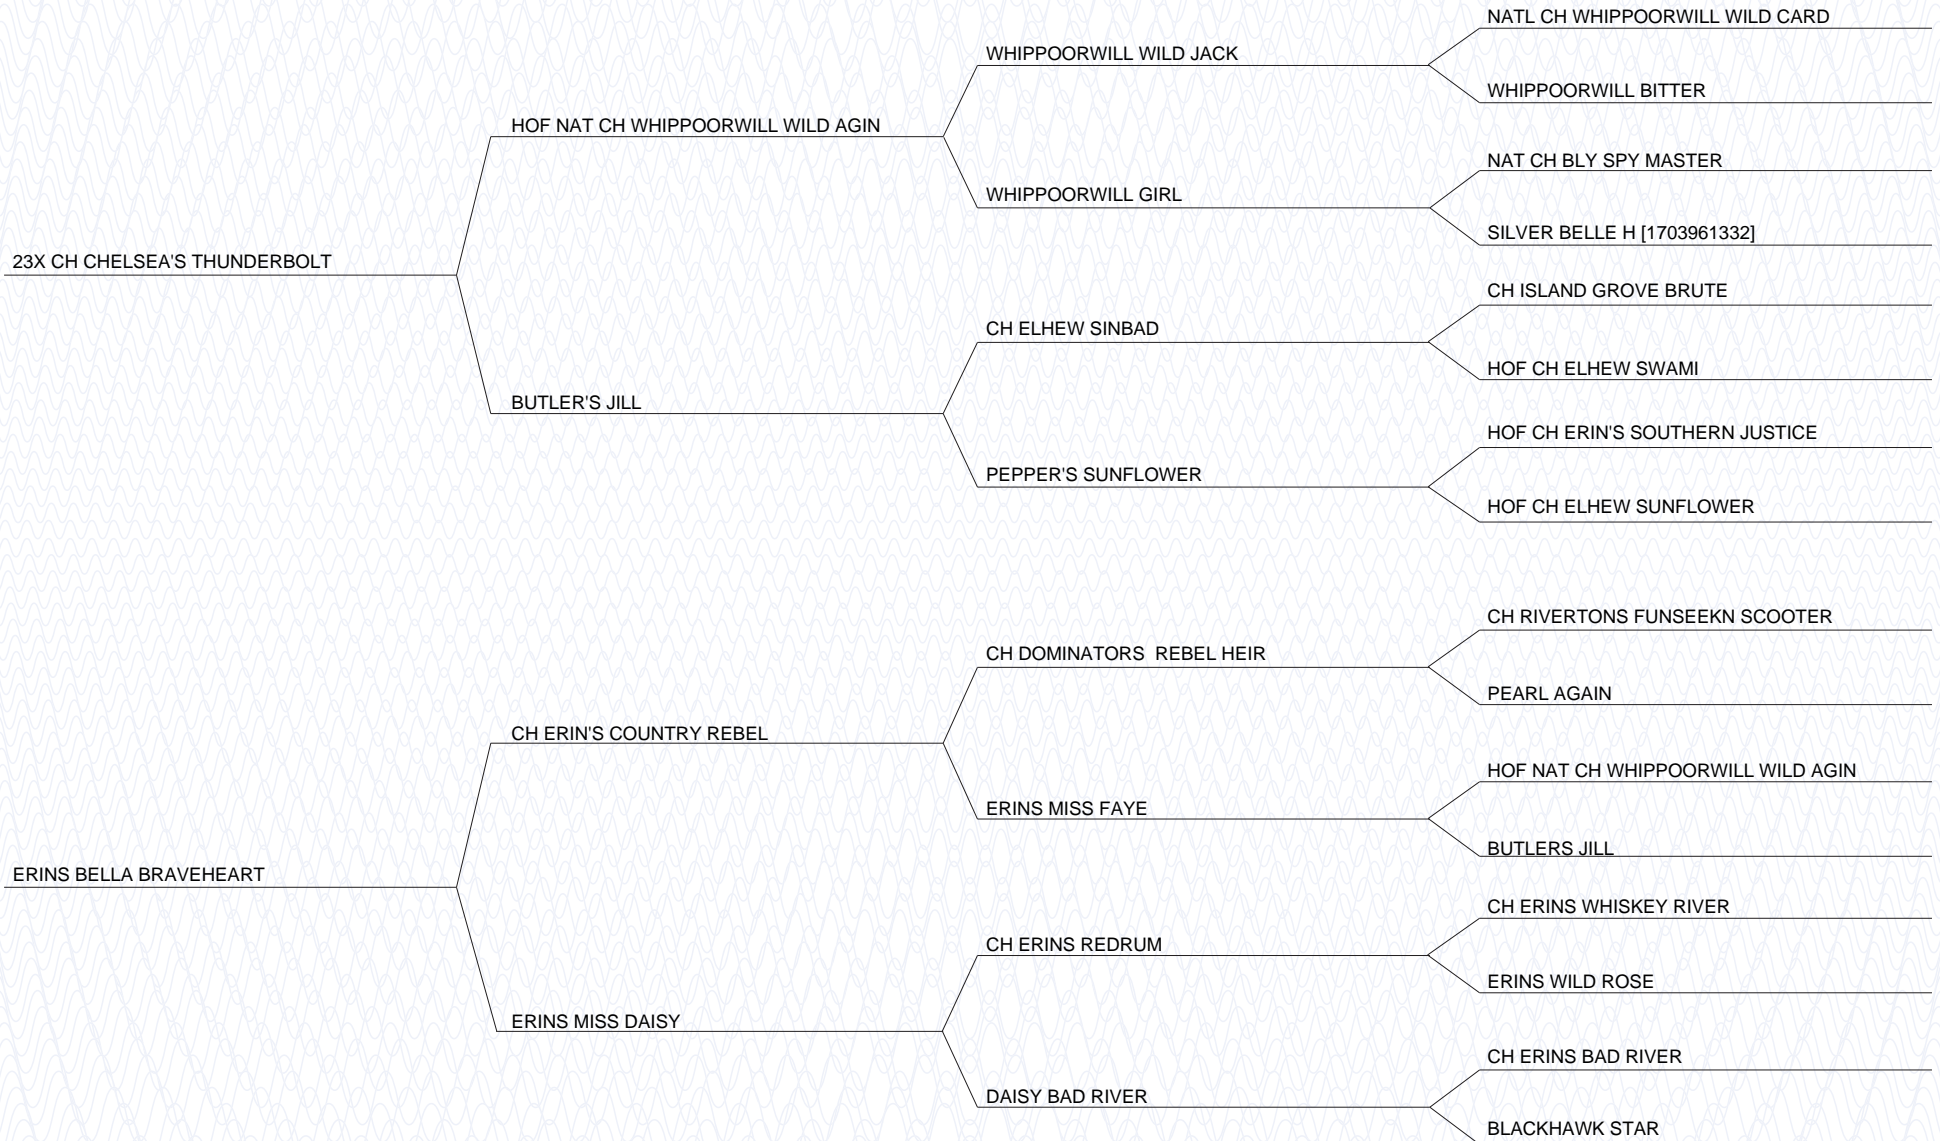 NATL CH WHIPPOORWILL WILD CARD
WHIPPOORWILL WILD JACK
WHIPPOORWILL BITTER
HOF NAT CH WHIPPOORWILL WILD AGIN
NAT CH BLY SPY MASTER
WHIPPOORWILL GIRL
SILVER BELLE H [1703961332]
23X CH CHELSEA'S THUNDERBOLT
CH ISLAND GROVE BRUTE
CH ELHEW SINBAD
HOF CH ELHEW SWAMI
BUTLER'S JILL
HOF CH ERIN'S SOUTHERN JUSTICE
PEPPER'S SUNFLOWER
HOF CH ELHEW SUNFLOWER
CH RIVERTONS FUNSEEKN SCOOTER
CH DOMINATORS  REBEL HEIR
PEARL AGAIN
CH ERIN'S COUNTRY REBEL
HOF NAT CH WHIPPOORWILL WILD AGIN
ERINS MISS FAYE
BUTLERS JILL
ERINS BELLA BRAVEHEART
CH ERINS WHISKEY RIVER
CH ERINS REDRUM
ERINS WILD ROSE
ERINS MISS DAISY
CH ERINS BAD RIVER
DAISY BAD RIVER
BLACKHAWK STAR